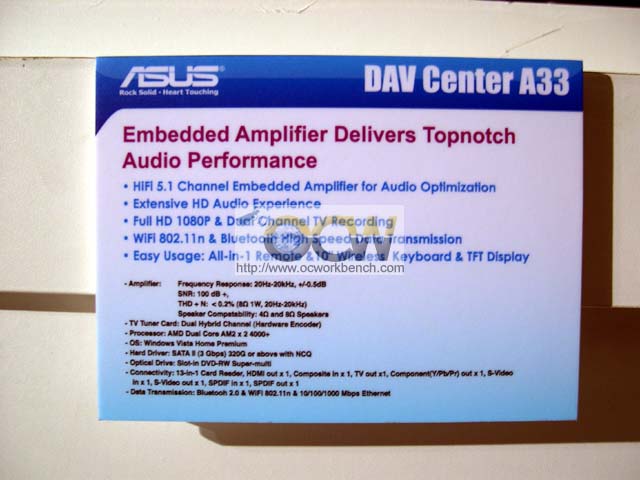 ASUS
Rock Solid · Heart Touching
DAV Center A33
Embedded Amplifier Delivers Topnotch
Audio Performance
• HiFi 5.1 Channel Embedded Amplifier for Audio Optimization
• Extensive HD Audio Experience
• Full HD 1080P & Dual Channel TV Recording
• WiFi 802.11n & Bluetooth High Speed Data Transmission
• Easy Usage: All-in-1 Remote & 10" Wireless Keyboard & TFT Display
OCW
http://www.ocworkbench.com
- Amplifier: Frequency Response: 20Hz-20kHz, +/-0.5dB
SNR: 100 dB +,
THD + N: < 0.2% (8Ω 1W, 20Hz-20kHz)
Speaker Compatability: 4Ω and 8Ω Speakers
- TV Tuner Card: Dual Hybrid Channel (Hardware Encoder)
- Processor: AMD Dual Core AM2 x 2 4000+
- OS: Windows Vista Home Premium
- Hard Driver: SATA II (3 Gbps) 320G or above with NCQ
- Optical Drive: Slot-in DVD-RW Super-multi
- Connectivity: 13-in-1 Card Reeder, HDMI out x 1, Composite in x 1, TV out x1, Component(Y/Pb/Pr) out x 1, S-Video
in x 1, S-Video out x 1, SPDIF in x 1, SPDIF out x 1
- Data Transmission: Bluetooh 2.0 & WiFi 802.11n & 10/100/1000 Mbps Ethernet